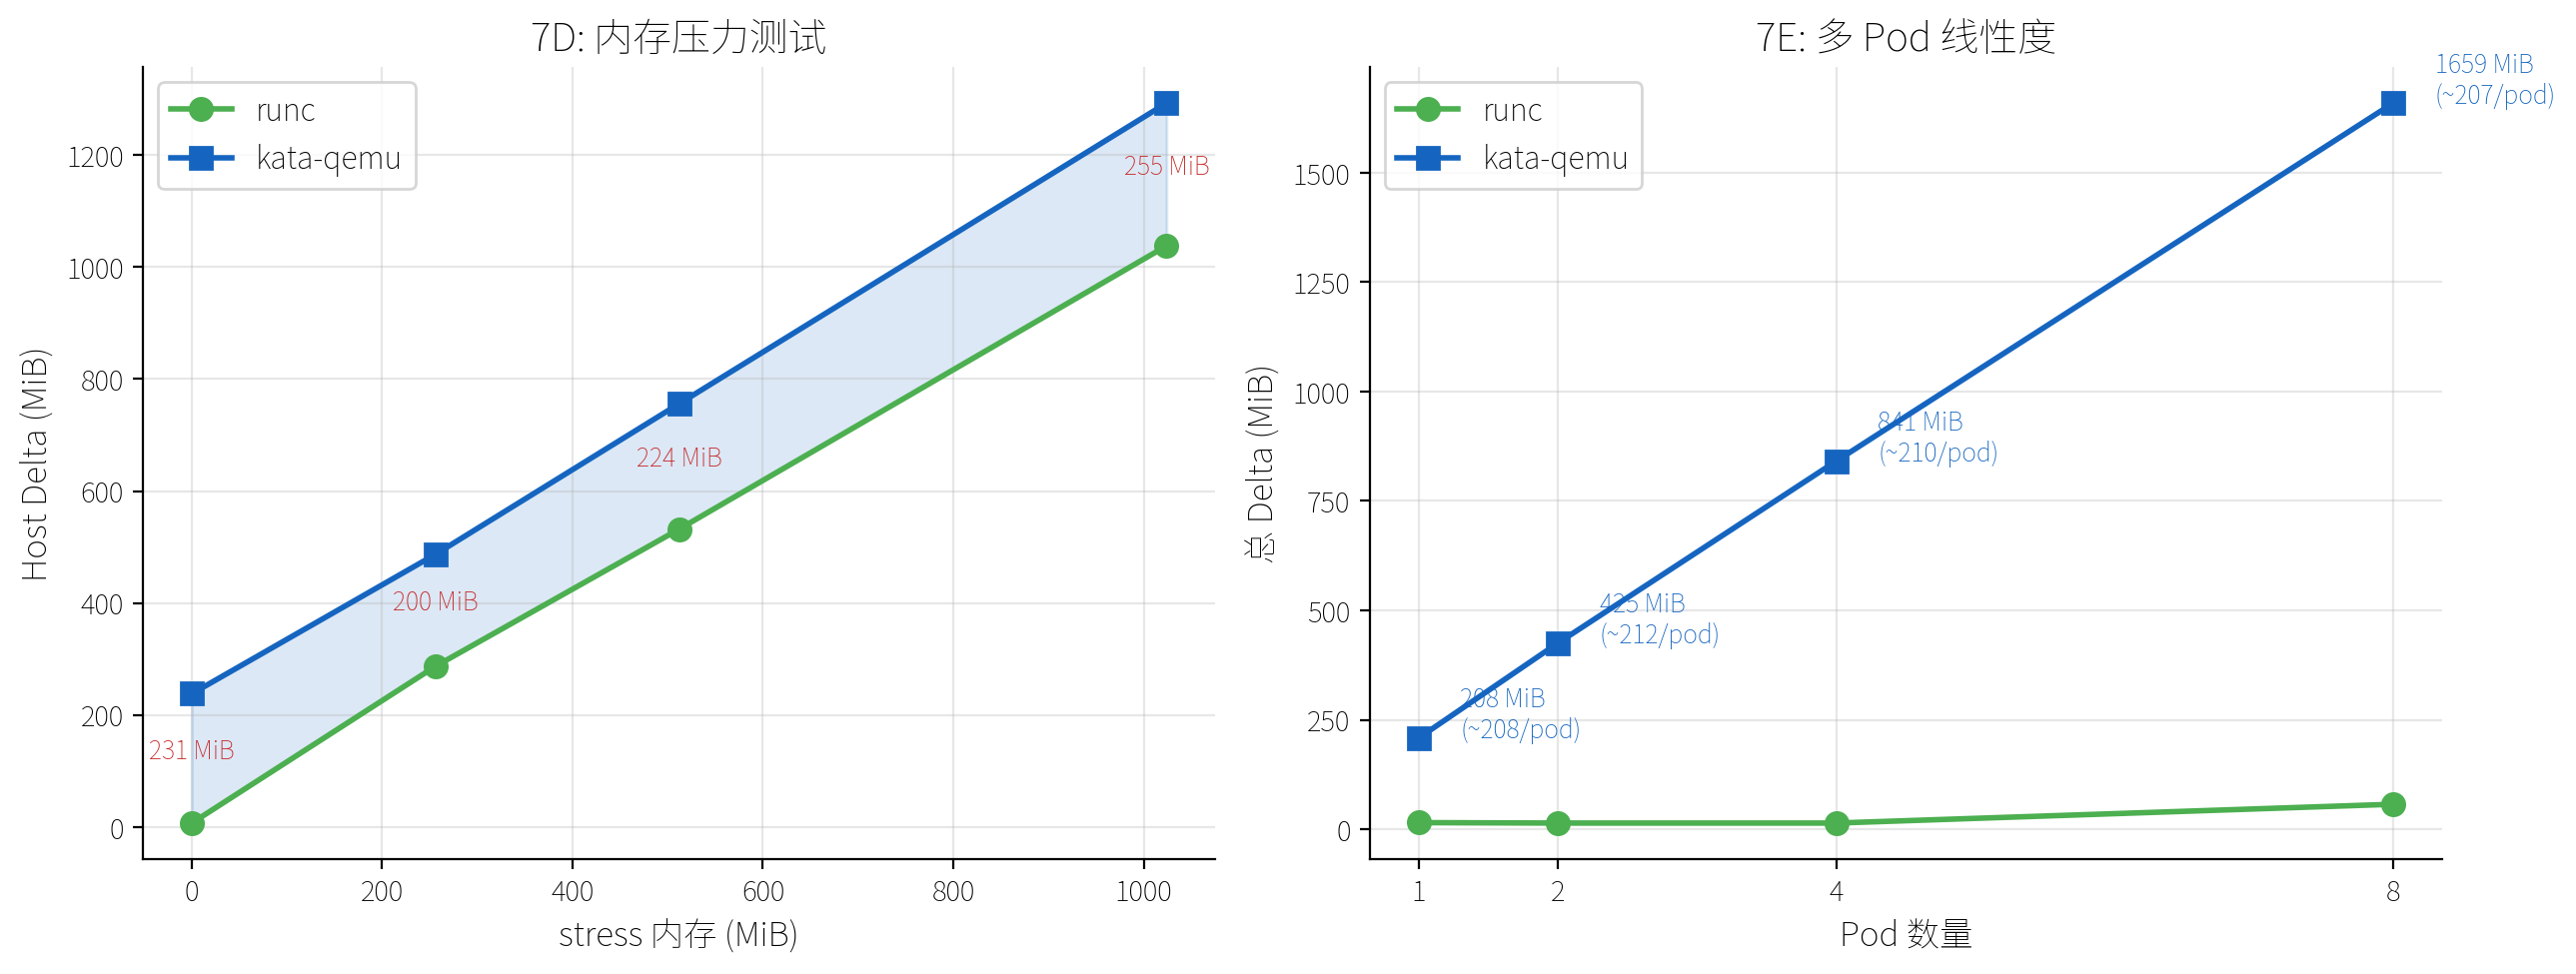 7D: 内存压力测试
runc
kata-qemu
Host Delta (MiB)
1200
1000
800
600
400
200
0
255 MiB
224 MiB
200 MiB
231 MiB
0 200 400 600 800 1000
stress 内存 (MiB)
7E: 多 Pod 线性度
runc
kata-qemu
总 Delta (MiB)
1500
1250
1000
750
500
250
0
1659 MiB
(~207/pod)
841 MiB
(~210/pod)
425 MiB
(~212/pod)
208 MiB
(~208/pod)
1 2 4 8
Pod 数量